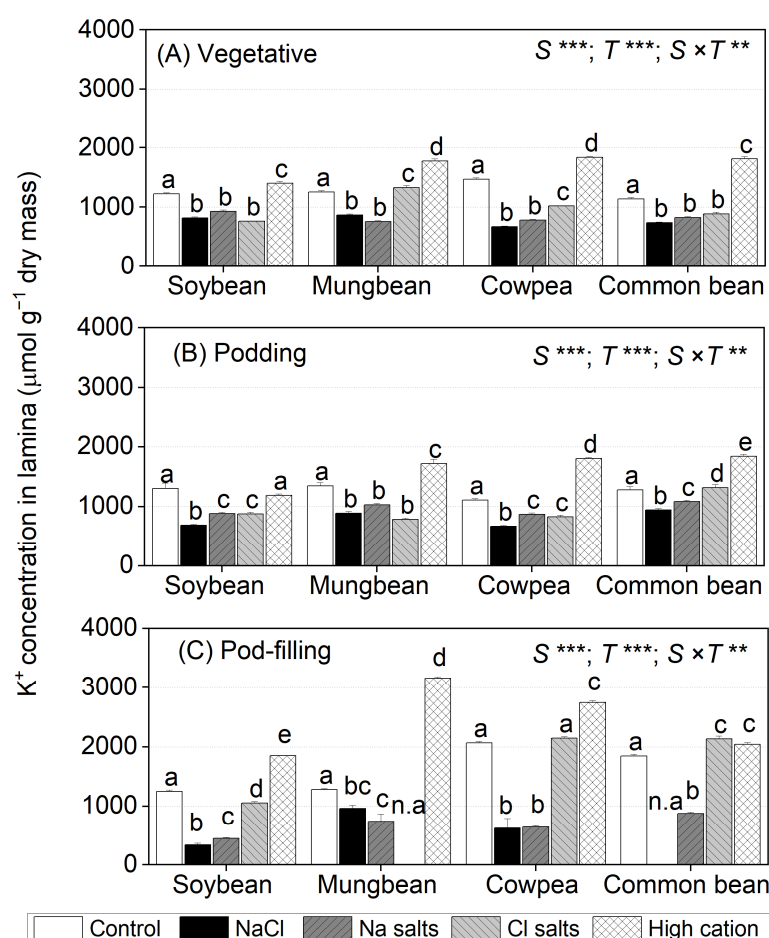 K⁺ concentration in lamina (μmol g⁻¹ dry mass)
(A) Vegetative
S ***; T ***; S ×T **
4000
3000
2000
1000
0
a b b b c
a b b c d
a b b c d
a b b b c
Soybean Mungbean Cowpea Common bean
(B) Podding
S ***; T ***; S ×T **
4000
3000
2000
1000
0
a b c c a
a b b b c
a b c c d
a b c d e
Soybean Mungbean Cowpea Common bean
(C) Pod-filling
S ***; T ***; S ×T **
4000
3000
2000
1000
0
a b c d e
a bc c n.a d
a b b a c
a n.a b c c
Soybean Mungbean Cowpea Common bean
Control NaCl Na salts Cl salts High cation